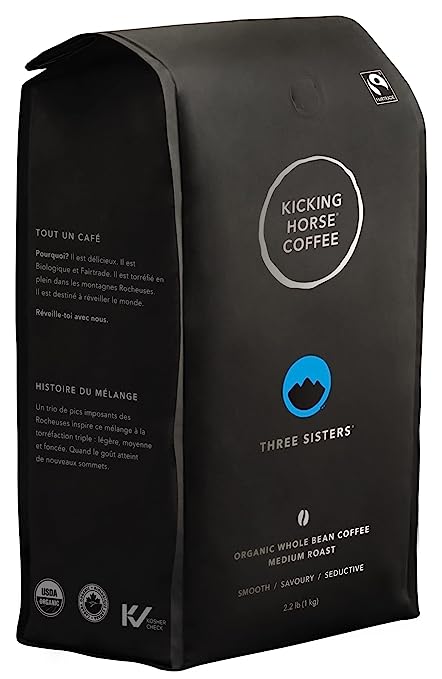 FAIRTRADE
KICKING
HORSE®
COFFEE
THREE SISTERS®
ORGANIC WHOLE BEAN COFFEE
MEDIUM ROAST
SMOOTH / SAVOURY / SEDUCTIVE
2.2 lb (1 kg)
TOUT UN CAFÉ
Pourquoi? Il est délicieux. Il est
Biologique et Fairtrade. Il est torréfié en
plein dans les montagnes Rocheuses.
Il est destiné à réveiller le monde.
Réveille-toi avec nous.
HISTOIRE DU MÉLANGE
Un trio de pics imposants des
Rocheuses inspire ce mélange à la
torréfaction triple : légère, moyenne
et foncée. Quand le goût atteint
de nouveaux sommets.
USDA
ORGANIC
KOSHER
CHECK